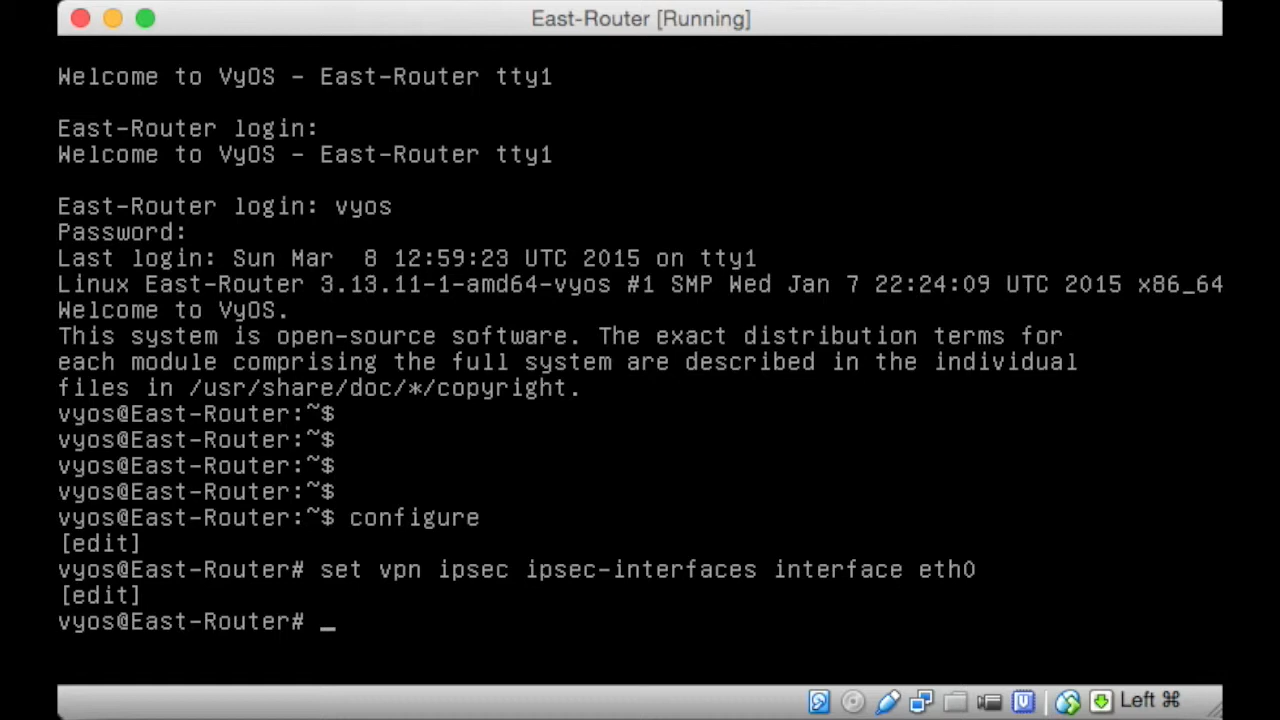 East-Router [Running]
Welcome to VyOS - East-Router tty1
East-Router login:
Welcome to VyOS - East-Router tty1
East-Router login: vyos
Password:
Last login: Sun Mar  8 12:59:23 UTC 2015 on tty1
Linux East-Router 3.13.11-1-amd64-vyos #1 SMP Wed Jan 7 22:24:09 UTC 2015 x86_64
Welcome to VyOS.
This system is open-source software. The exact distribution terms for
each module comprising the full system are described in the individual
files in /usr/share/doc/*/copyright.
vyos@East-Router:~$
vyos@East-Router:~$
vyos@East-Router:~$
vyos@East-Router:~$
vyos@East-Router:~$ configure
[edit]
vyos@East-Router# set vpn ipsec ipsec-interfaces interface eth0
[edit]
vyos@East-Router# _
Left ⌘